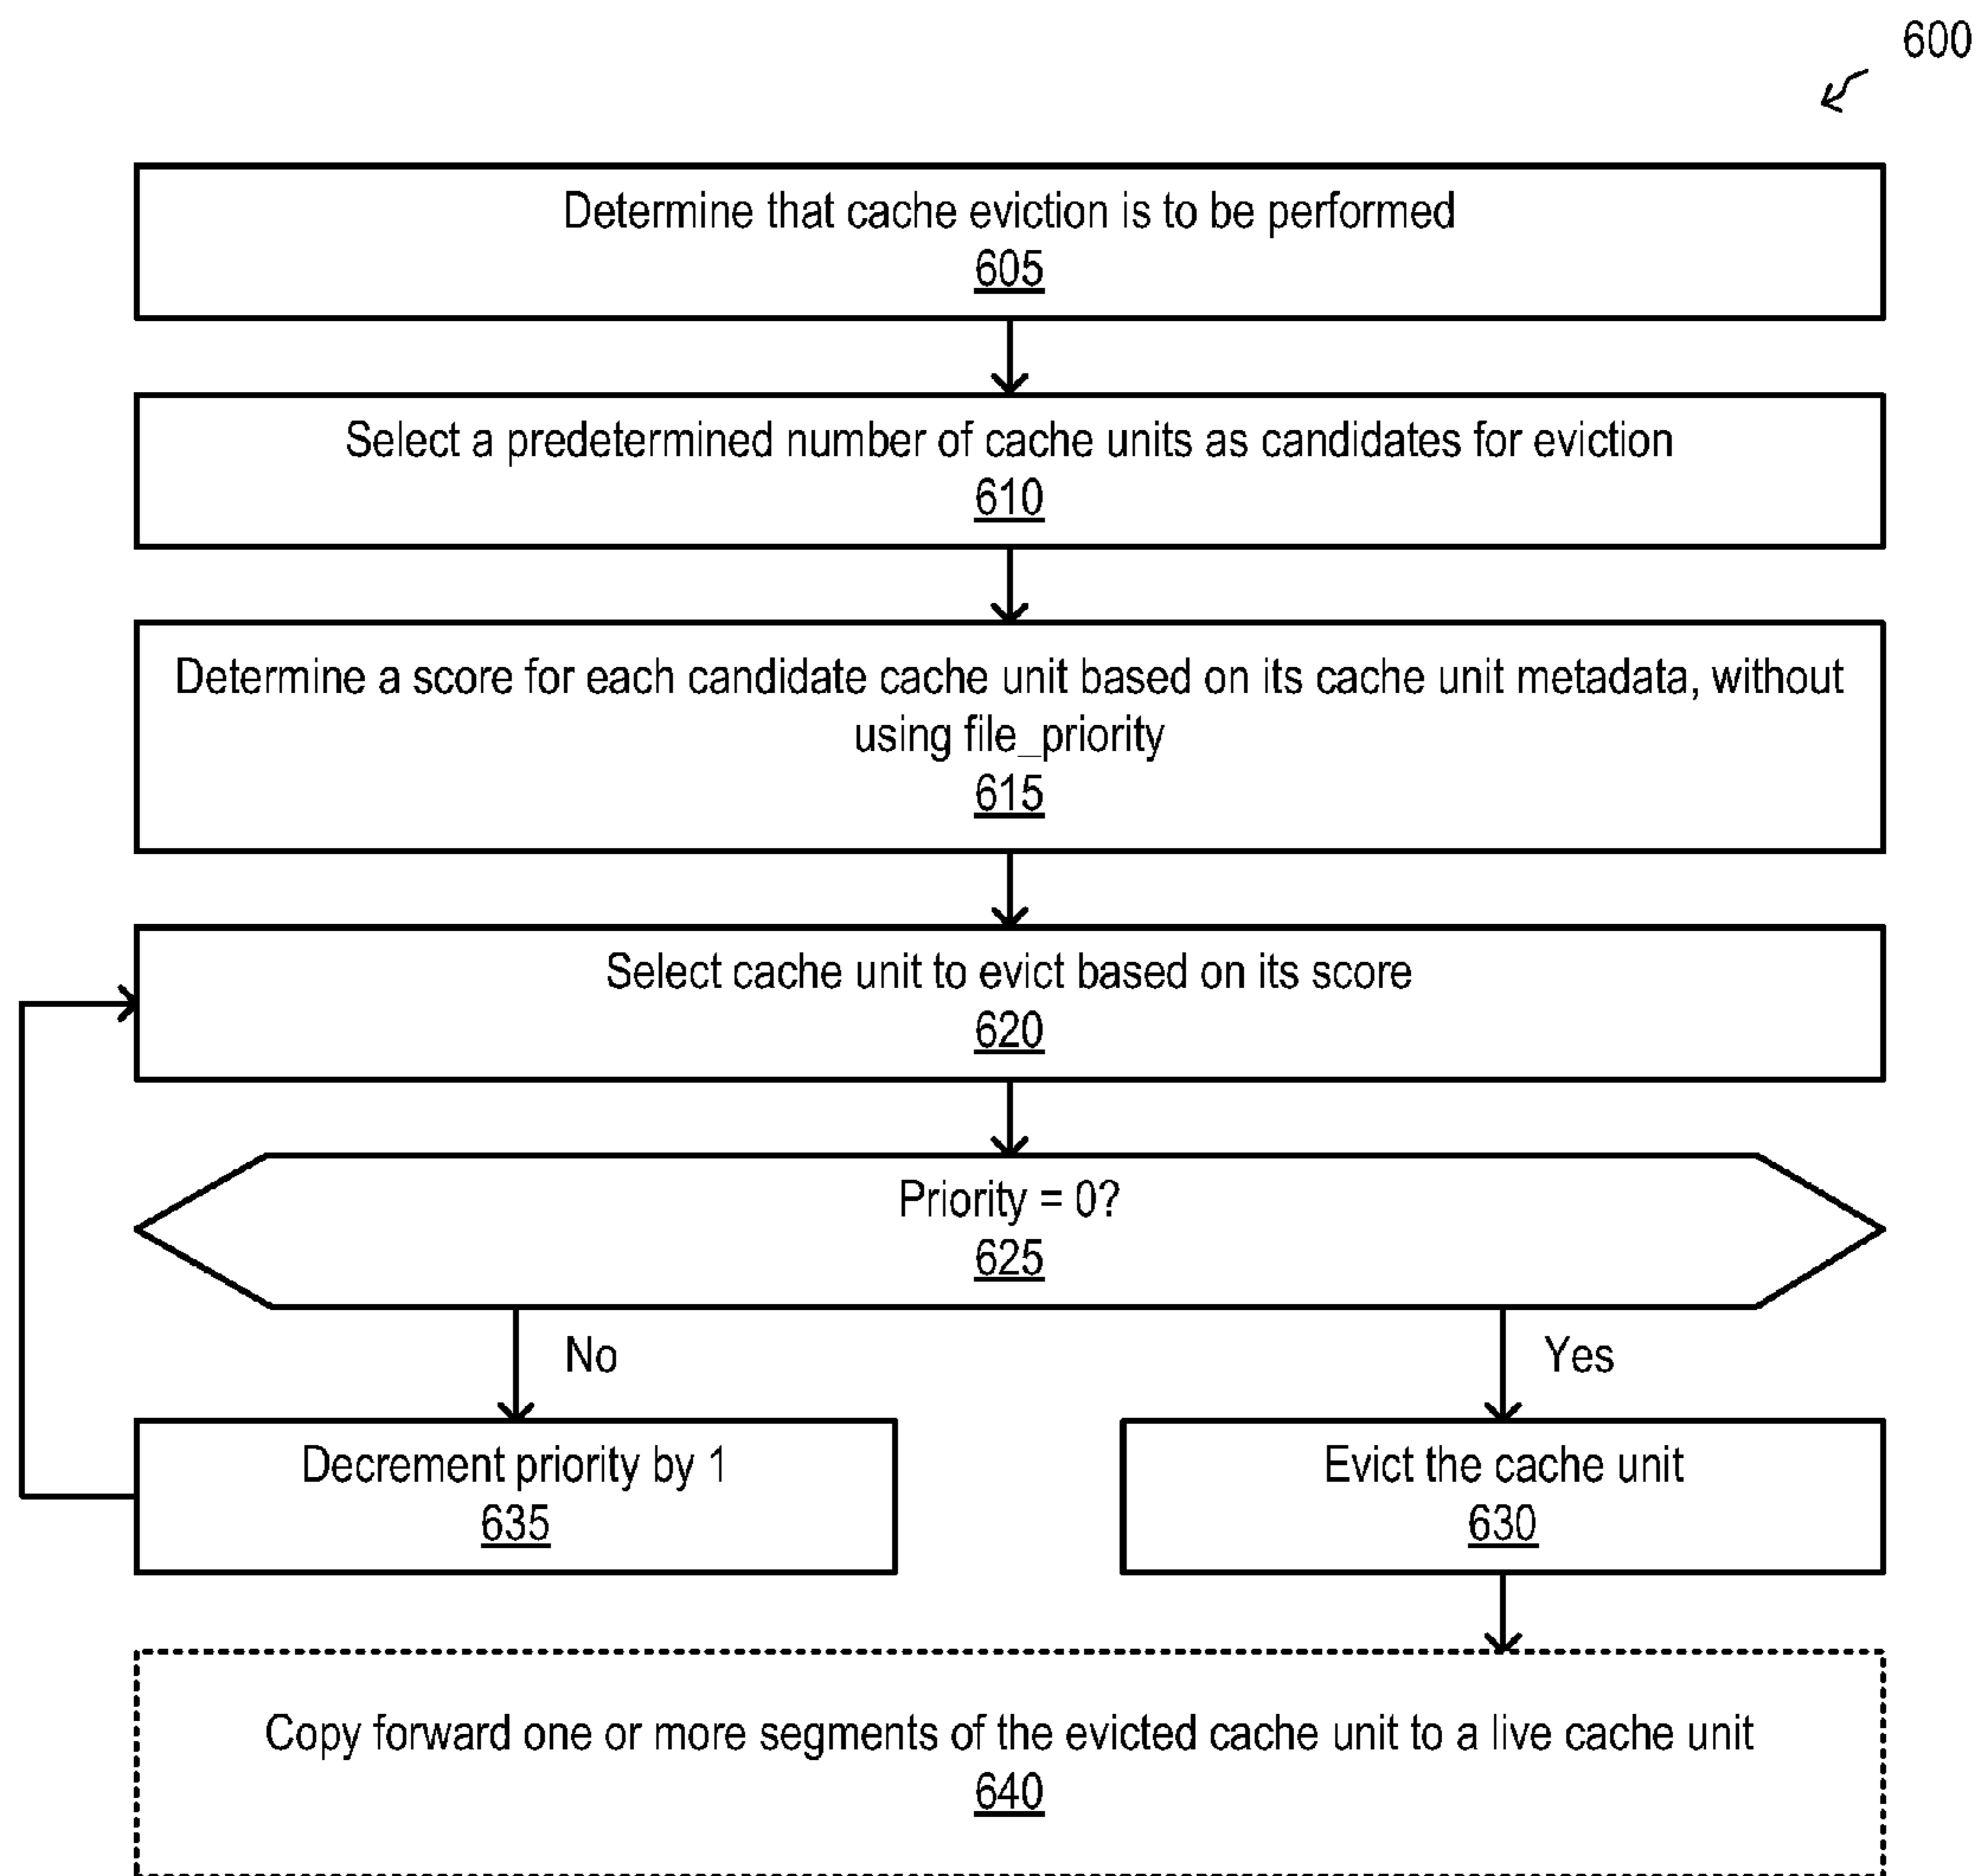 600
Determine that cache eviction is to be performed
605
Select a predetermined number of cache units as candidates for eviction
610
Determine a score for each candidate cache unit based on its cache unit metadata, without
using file_priority
615
Select cache unit to evict based on its score
620
Priority = 0?
625
No
Yes
Decrement priority by 1
635
Evict the cache unit
630
Copy forward one or more segments of the evicted cache unit to a live cache unit
640